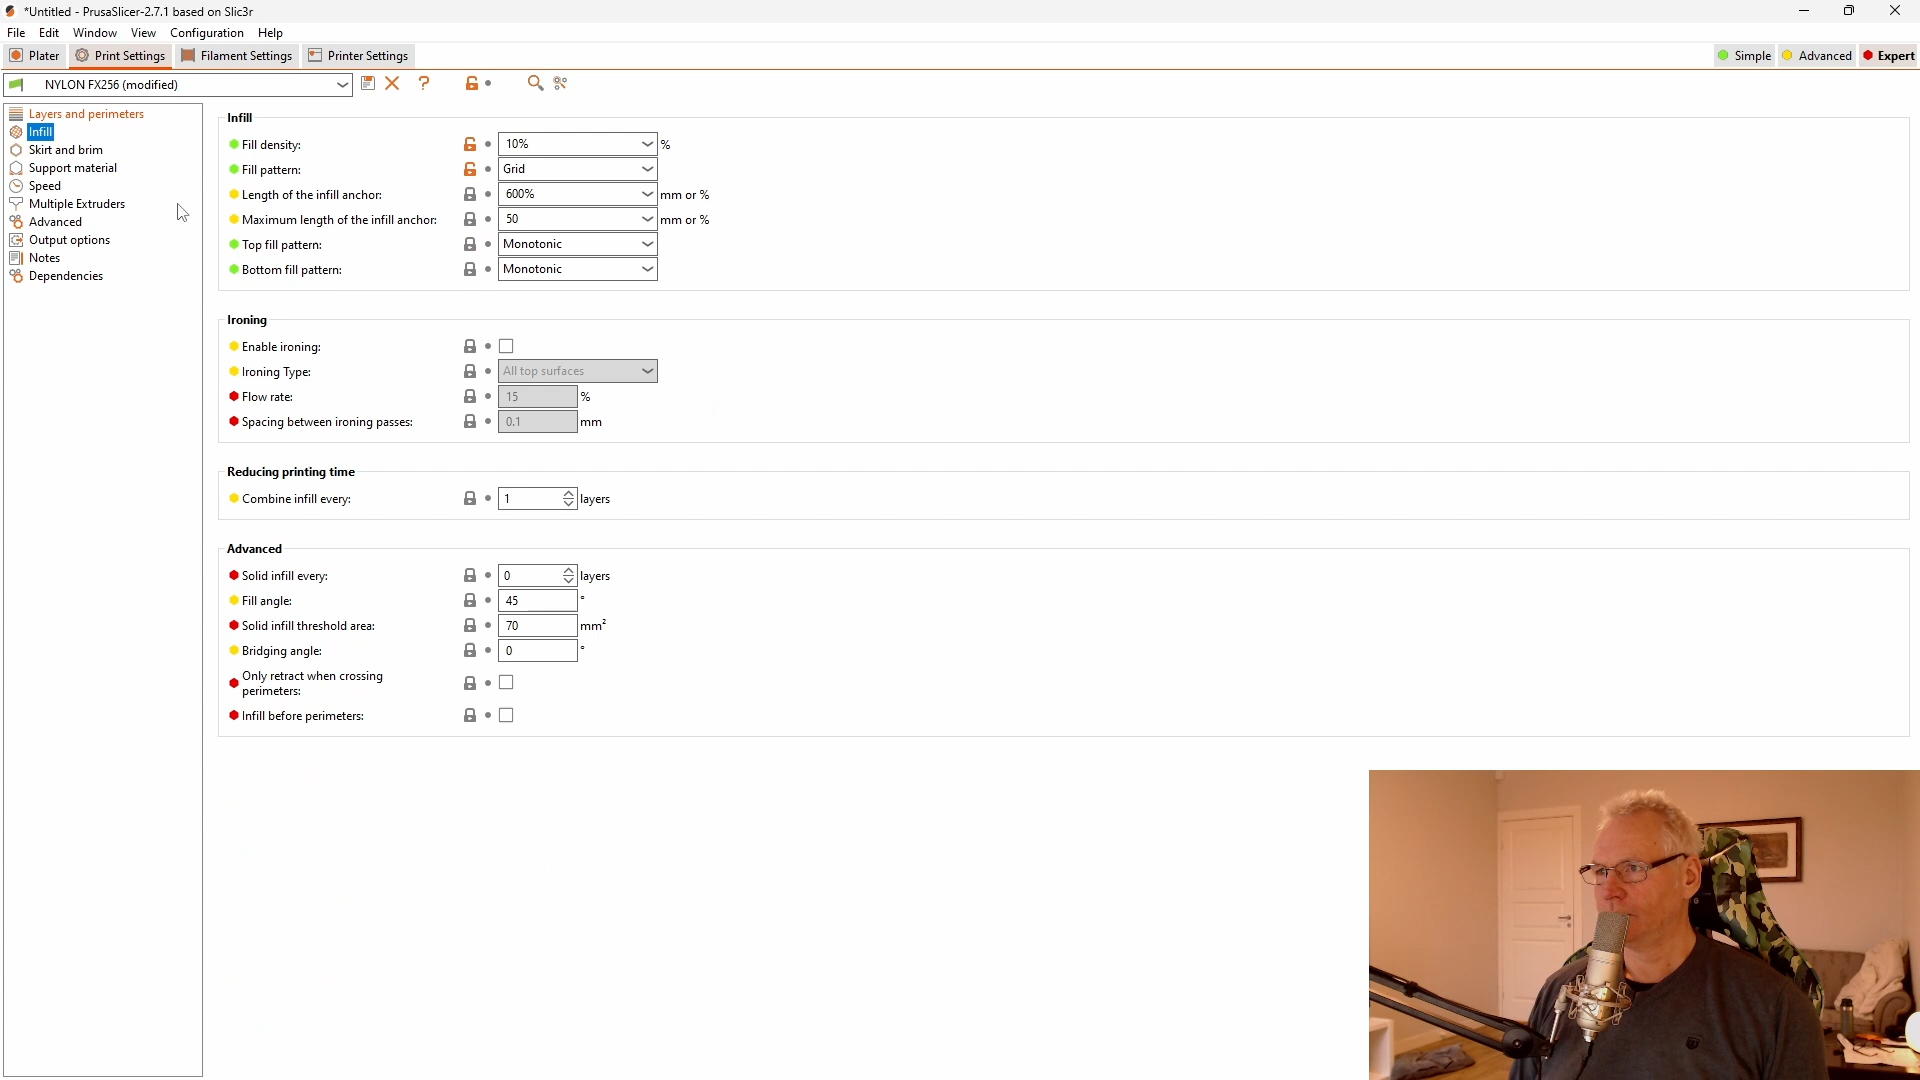 *Untitled - PrusaSlicer-2.7.1 based on Slic3r
File Edit Window View Configuration Help
Plater Print Settings Filament Settings Printer Settings Simple Advanced Expert
NYLON FX256 (modified) ?
Layers and perimeters
Infill
Skirt and brim
Support material
Speed
Multiple Extruders
Advanced
Output options
Notes
Dependencies
Infill
Fill density: 10% %
Fill pattern: Grid
Length of the infill anchor: 600% mm or %
Maximum length of the infill anchor: 50 mm or %
Top fill pattern: Monotonic
Bottom fill pattern: Monotonic
Ironing
Enable ironing:
Ironing Type: All top surfaces
Flow rate: 15 %
Spacing between ironing passes: 0.1 mm
Reducing printing time
Combine infill every: 1 layers
Advanced
Solid infill every: 0 layers
Fill angle: 45 °
Solid infill threshold area: 70 mm²
Bridging angle: 0 °
Only retract when crossing
perimeters:
Infill before perimeters: